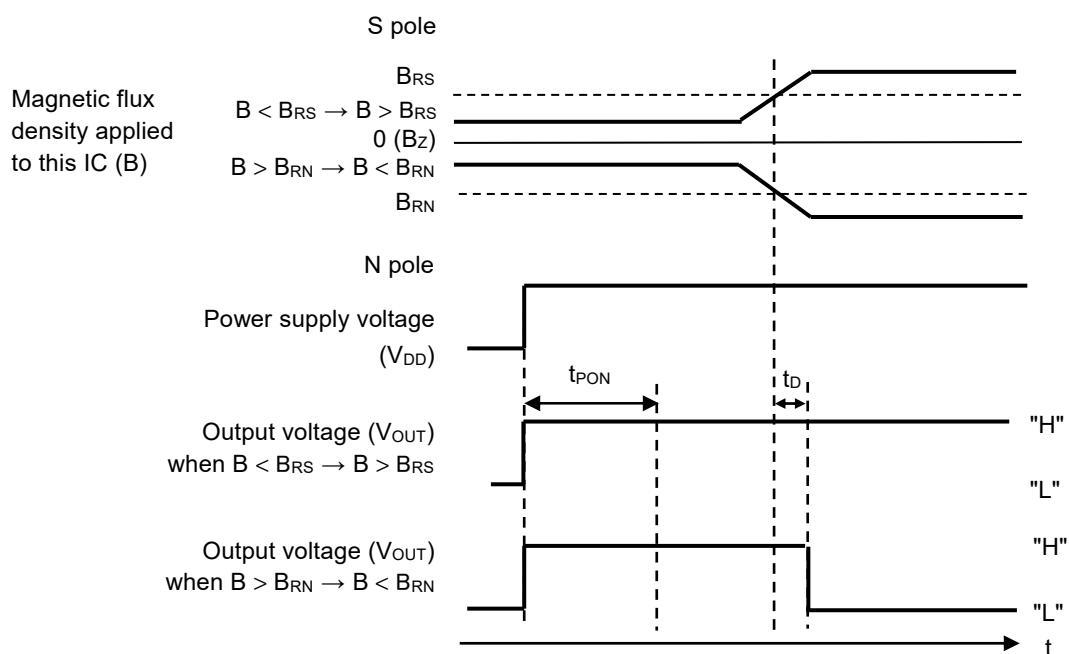 S pole
Magnetic flux
density applied
to this IC (B)
BRS
B < BRS → B > BRS
0 (BZ)
B > BRN → B < BRN
BRN
N pole
Power supply voltage
(VDD)
tPON
tD
Output voltage (VOUT)
when B < BRS → B > BRS
"H"
"L"
Output voltage (VOUT)
when B > BRN → B < BRN
"H"
"L"
t